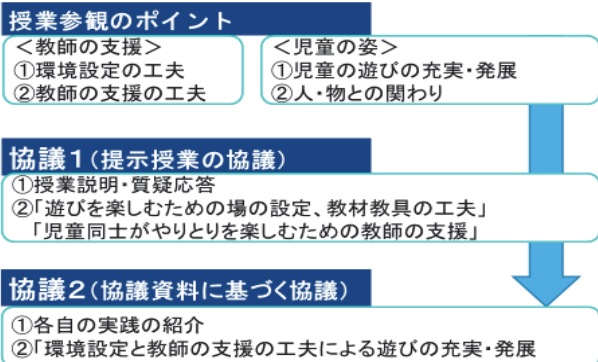 授業参観のポイント
＜教師の支援＞
①環境設定の工夫
②教師の支援の工夫
＜児童の姿＞
①児童の遊びの充実・発展
②人・物との関わり
協議１（提示授業の協議）
①授業説明・質疑応答
②「遊びを楽しむための場の設定、教材教具の工夫」
「児童同士がやりとりを楽しむための教師の支援」
協議２（協議資料に基づく協議）
①各自の実践の紹介
②「環境設定と教師の支援の工夫による遊びの充実・発展